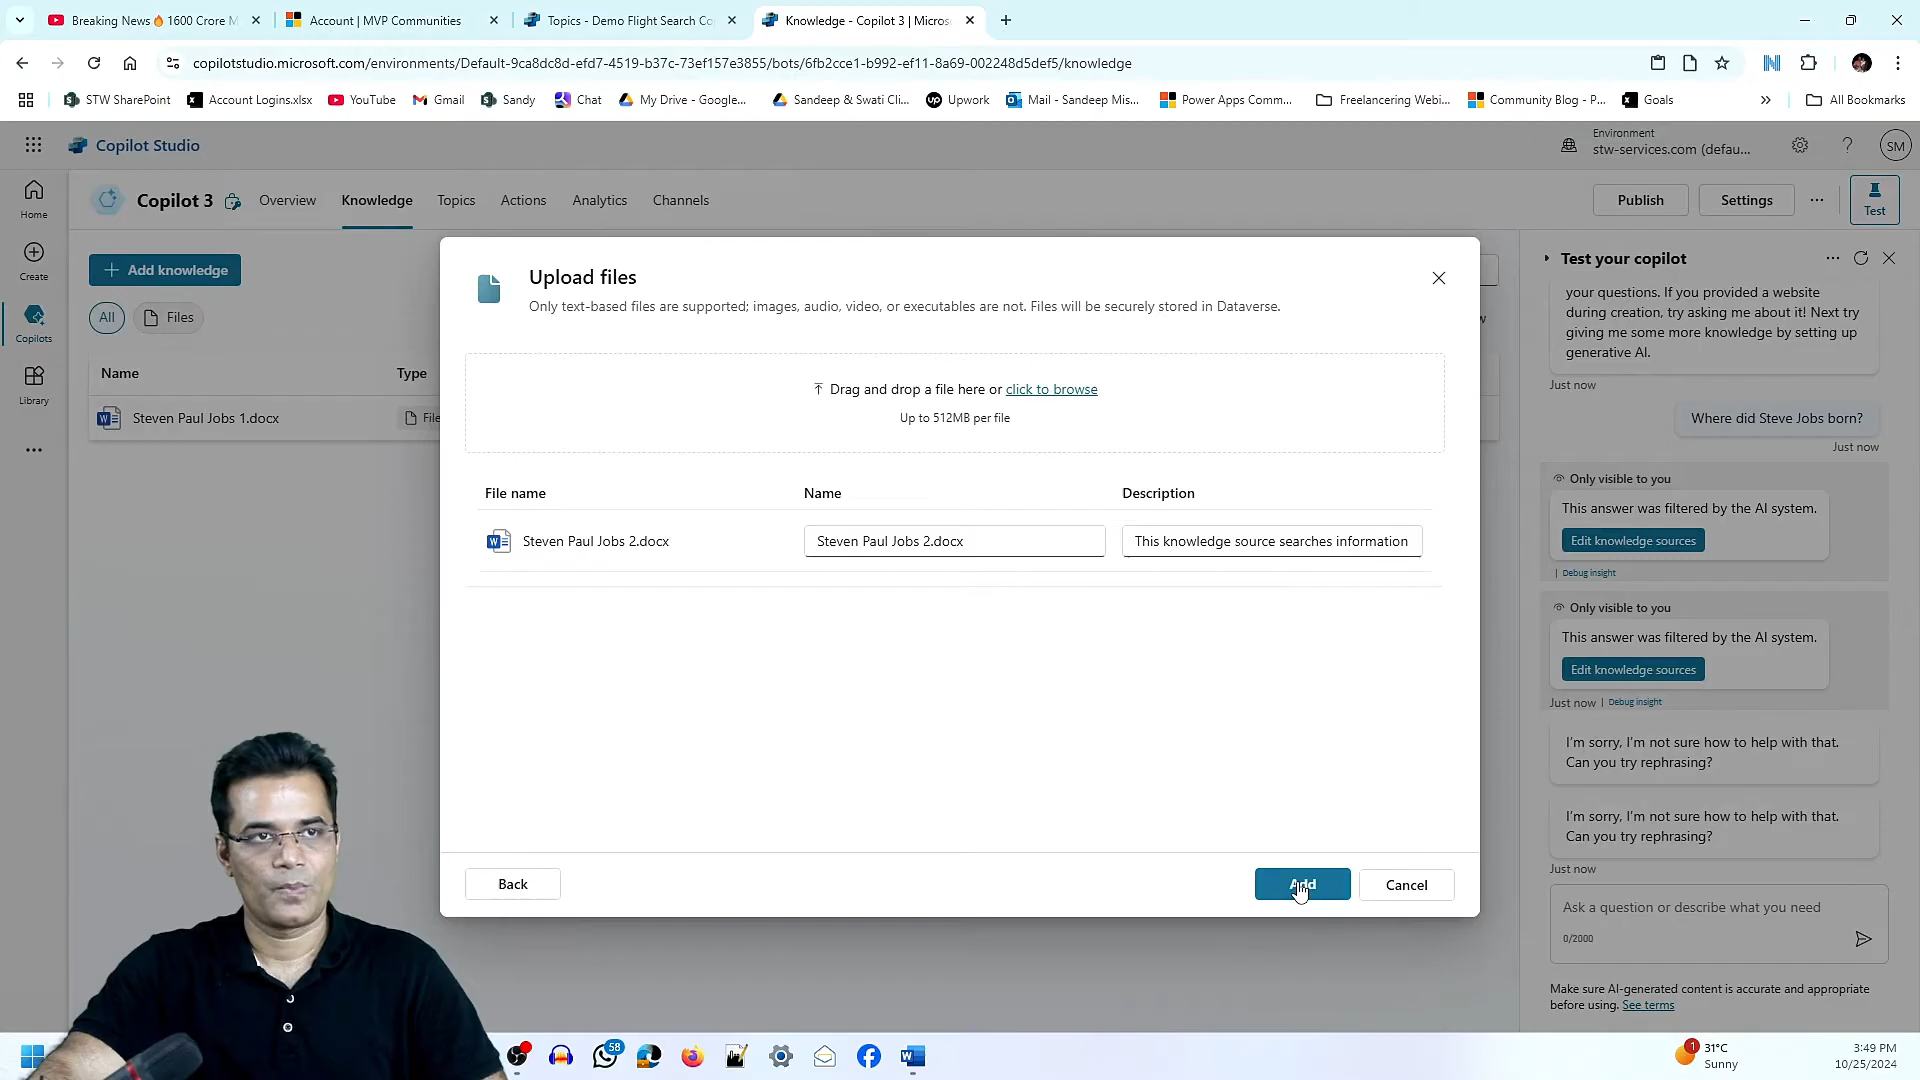 Breaking News🔥 1600 Crore M
Account | MVP Communities
Topics - Demo Flight Search Co
Knowledge - Copilot 3 | Micros
copilotstudio.microsoft.com/environments/Default-9ca8dc8d-efd7-4519-b37c-73ef157e3855/bots/6fb2cce1-b992-ef11-8a69-002248d5def5/knowledge
STW SharePoint
Account Logins.xlsx
YouTube
Gmail
Sandy
Chat
My Drive - Google...
Sandeep & Swati Cli...
Upwork
Mail - Sandeep Mis...
Power Apps Comm...
Freelancering Webi...
Community Blog - P...
Goals
All Bookmarks
Copilot Studio
Environment
stw-services.com (defau...
SM
Home
Create
Copilots
Library
Copilot 3
Overview
Knowledge
Topics
Actions
Analytics
Channels
Publish
Settings
Test
Add knowledge
All
Files
Name
Type
Steven Paul Jobs 1.docx
File
Upload files
Only text-based files are supported; images, audio, video, or executables are not. Files will be securely stored in Dataverse.
Drag and drop a file here or click to browse
Up to 512MB per file
File name
Name
Description
Steven Paul Jobs 2.docx
Steven Paul Jobs 2.docx
This knowledge source searches information
Back
Add
Cancel
Test your copilot
your questions. If you provided a website
during creation, try asking me about it! Next try
giving me some more knowledge by setting up
generative AI.
Just now
Where did Steve Jobs born?
Just now
Only visible to you
This answer was filtered by the AI system.
Edit knowledge sources
Debug insight
Only visible to you
This answer was filtered by the AI system.
Edit knowledge sources
Just now | Debug insight
I'm sorry, I'm not sure how to help with that.
Can you try rephrasing?
I'm sorry, I'm not sure how to help with that.
Can you try rephrasing?
Just now
Ask a question or describe what you need
0/2000
Make sure AI-generated content is accurate and appropriate
before using. See terms
58
1
31°C
Sunny
3:49 PM
10/25/2024